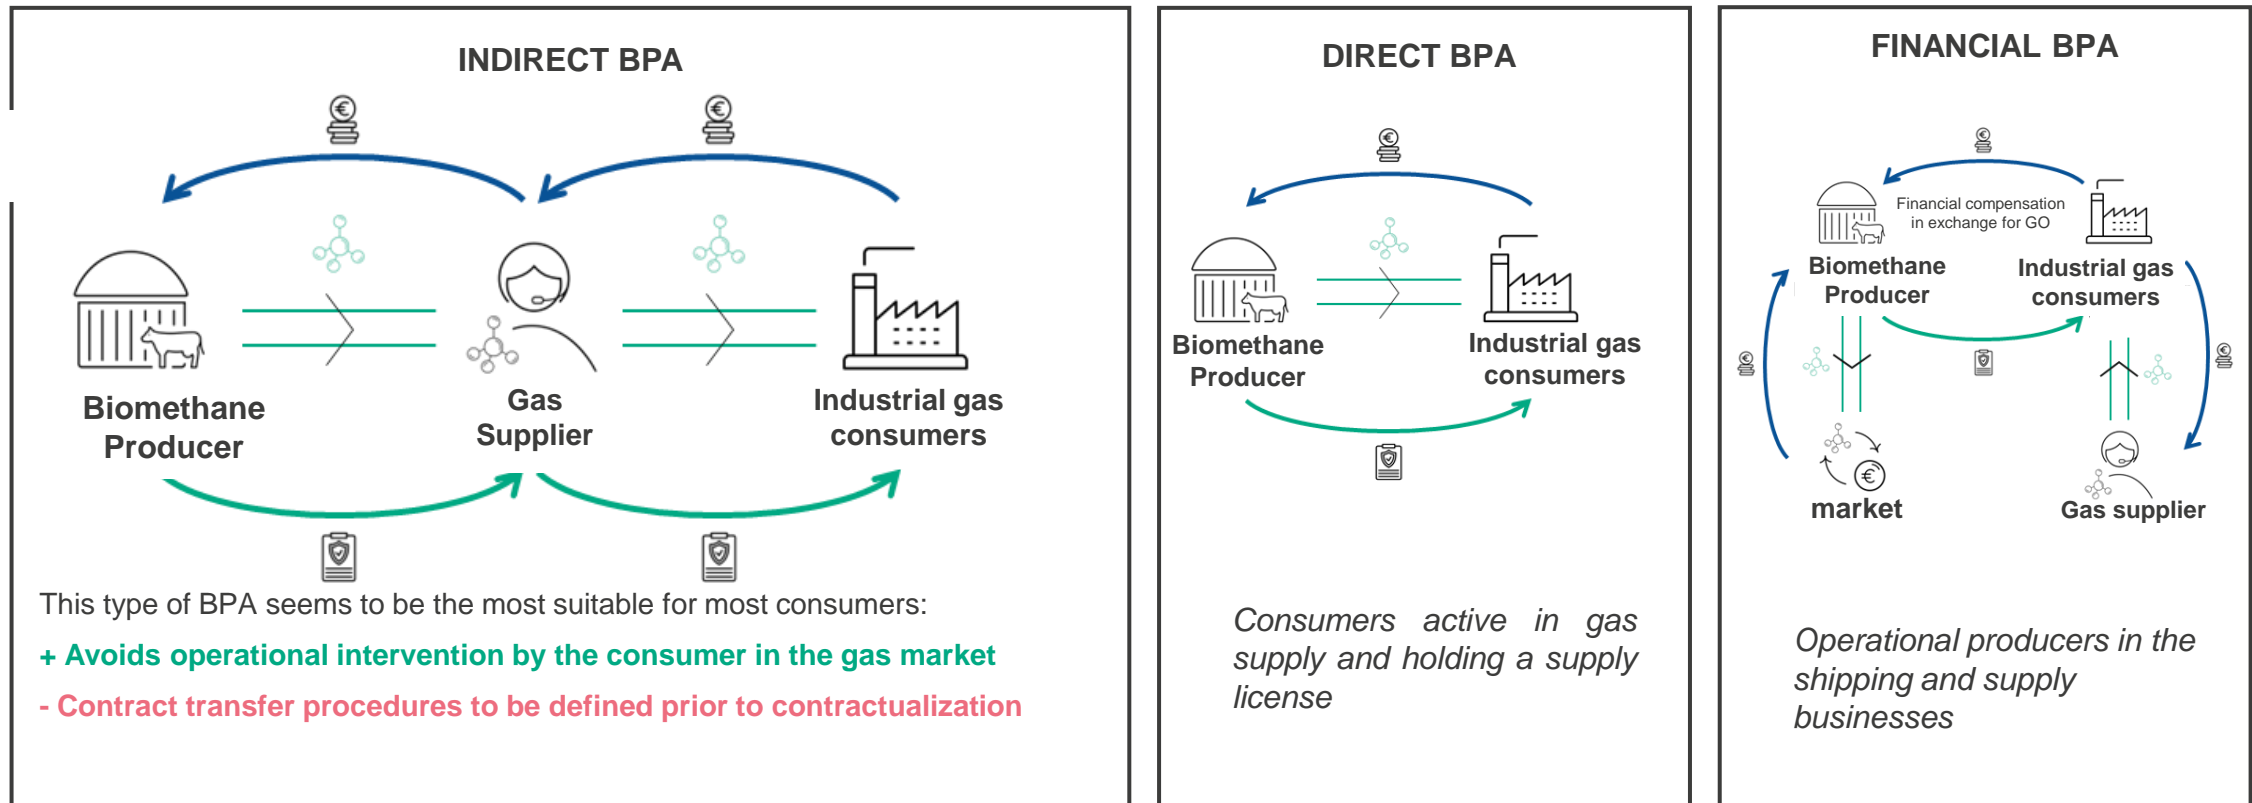 INDIRECT BPA
Biomethane
Producer
Gas
Supplier
Industrial gas
consumers
This type of BPA seems to be the most suitable for most consumers:
+ Avoids operational intervention by the consumer in the gas market
- Contract transfer procedures to be defined prior to contractualization
DIRECT BPA
Biomethane
Producer
Industrial gas
consumers
Consumers active in gas
supply and holding a supply
license
FINANCIAL BPA
Financial compensation
in exchange for GO
Biomethane
Producer
Industrial gas
consumers
market
Gas supplier
Operational producers in the
shipping and supply
businesses